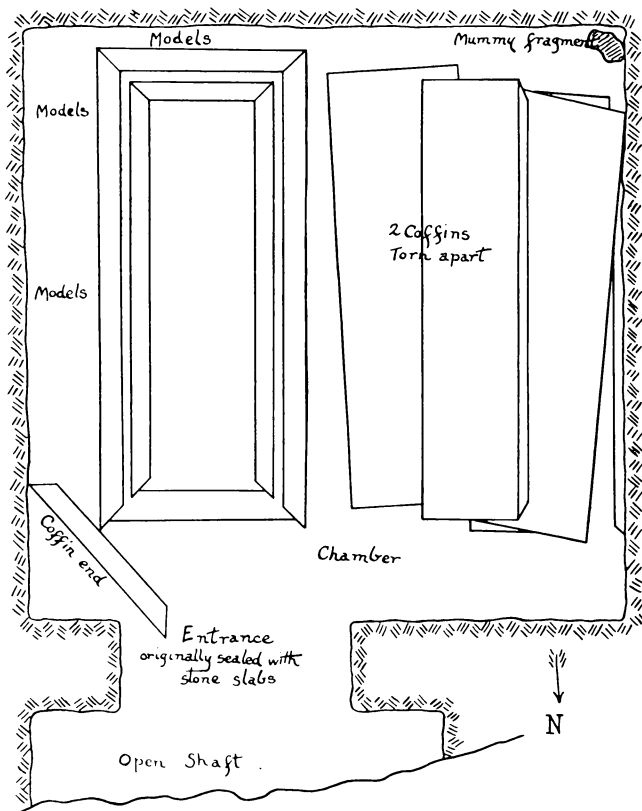 Models
Mummy fragment
Models
2 Coffins
Torn apart
Models
Coffin end
Chamber
Entrance
originally sealed with
stone slabs
N
Open Shaft.